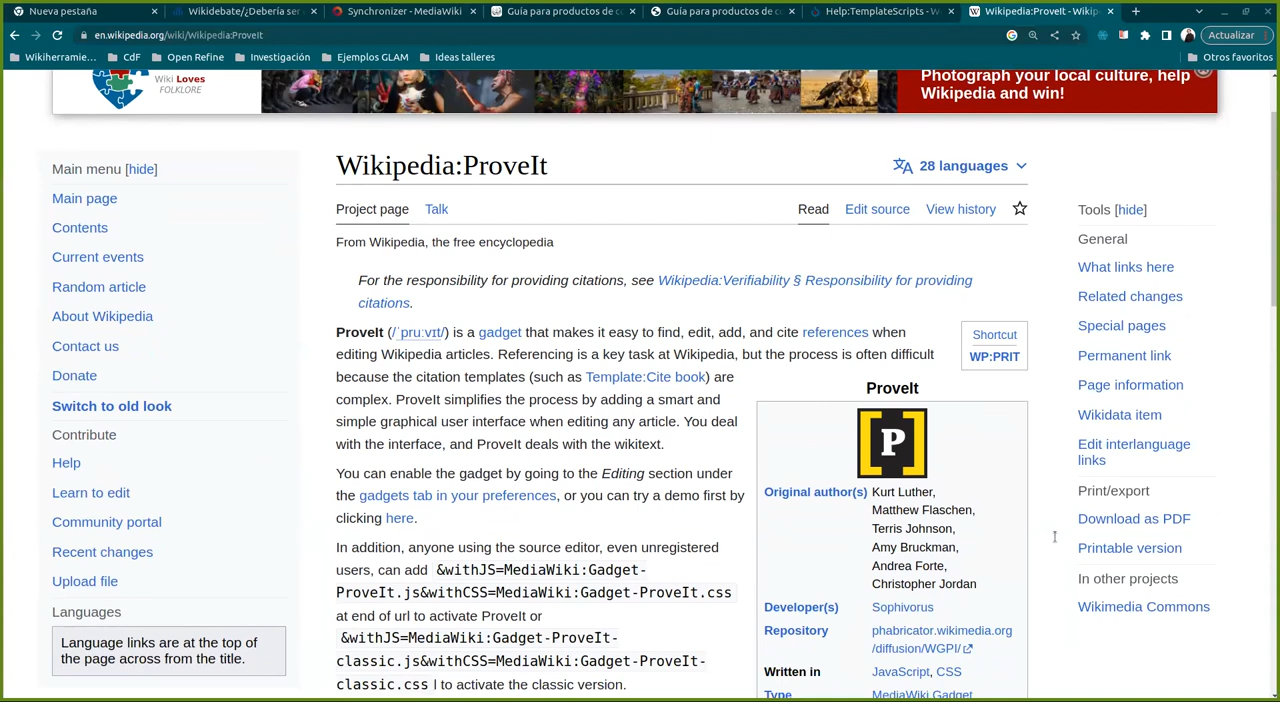 Nueva pestaña
Wikidebate/¿Debería ser
Synchronizer - MediaWiki
Guía para productos de c
Guía para productos de c
Help:TemplateScripts - W
Wikipedia:ProveIt - Wikip
en.wikipedia.org/wiki/Wikipedia:ProveIt
Actualizar
Wikiherramie…
CdF
Open Refine
Investigación
Ejemplos GLAM
Ideas talleres
Otros favoritos
Wiki Loves
FOLKLORE
Photograph your local culture, help
Wikipedia and win!
Main menu [hide]
Main page
Contents
Current events
Random article
About Wikipedia
Contact us
Donate
Switch to old look
Contribute
Help
Learn to edit
Community portal
Recent changes
Upload file
Languages
Language links are at the top of
the page across from the title.
Wikipedia:ProveIt
28 languages
Project page
Talk
Read
Edit source
View history
From Wikipedia, the free encyclopedia
For the responsibility for providing citations, see Wikipedia:Verifiability § Responsibility for providing
citations.
ProveIt (/ˈpruːvɪt/) is a gadget that makes it easy to find, edit, add, and cite references when
editing Wikipedia articles. Referencing is a key task at Wikipedia, but the process is often difficult
because the citation templates (such as Template:Cite book) are
complex. ProveIt simplifies the process by adding a smart and
simple graphical user interface when editing any article. You deal
with the interface, and ProveIt deals with the wikitext.
You can enable the gadget by going to the Editing section under
the gadgets tab in your preferences, or you can try a demo first by
clicking here.
In addition, anyone using the source editor, even unregistered
users, can add &withJS=MediaWiki:Gadget-
ProveIt.js&withCSS=MediaWiki:Gadget-ProveIt.css
at end of url to activate ProveIt or
&withJS=MediaWiki:Gadget-ProveIt-
classic.js&withCSS=MediaWiki:Gadget-ProveIt-
classic.css | to activate the classic version.
Shortcut
WP:PRIT
ProveIt
[P]
Original author(s) Kurt Luther,
Matthew Flaschen,
Terris Johnson,
Amy Bruckman,
Andrea Forte,
Christopher Jordan
Developer(s) Sophivorus
Repository phabricator.wikimedia.org
/diffusion/WGPI/
Written in JavaScript, CSS
Type MediaWiki Gadget
Tools [hide]
General
What links here
Related changes
Special pages
Permanent link
Page information
Wikidata item
Edit interlanguage
links
Print/export
Download as PDF
Printable version
In other projects
Wikimedia Commons